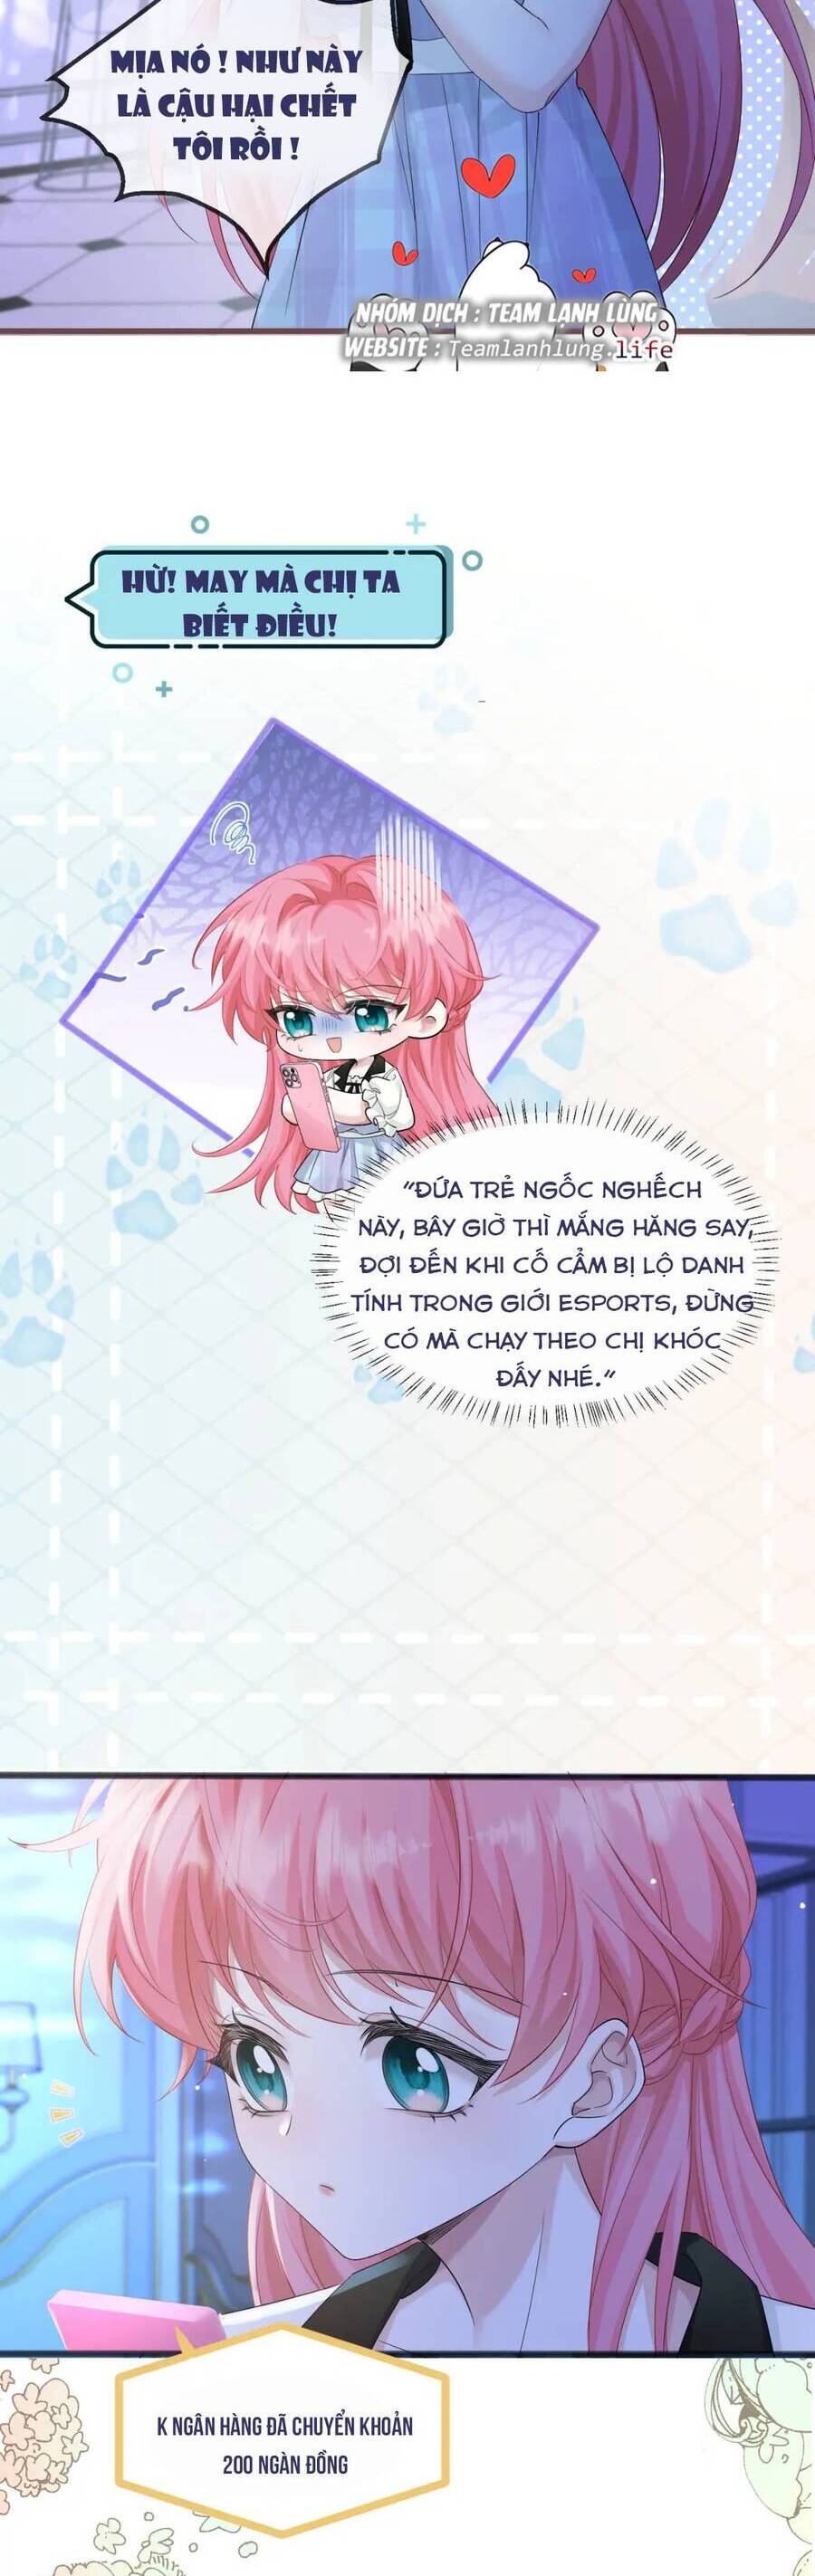 MỊA NÓ ! NHƯ NÀY
LÀ CẬU HẠI CHẾT
TÔI RỒI !
NHÓM DỊCH : TEAM LẠNH LÙNG
WEBSITE : Teamlanhlung.life
HỪ! MAY MÀ CHỊ TA
BIẾT ĐIỀU!
"ĐỨA TRẺ NGỐC NGHẾCH
NÀY, BÂY GIỜ THÌ MẮNG HĂNG SAY,
ĐỢI ĐẾN KHI CỐ CẨM BỊ LỘ DANH
TÍNH TRONG GIỚI ESPORTS, ĐỪNG
CÓ MÀ CHẠY THEO CHỊ KHÓC
ĐẤY NHÉ."
K NGÂN HÀNG ĐÃ CHUYỂN KHOẢN
200 NGÀN ĐỒNG